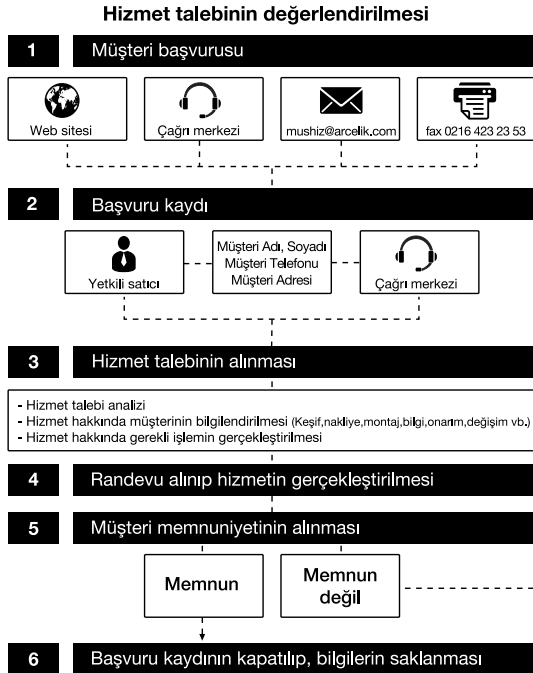 Hizmet talebinin değerlendirilmesi
1 Müşteri başvurusu
Web sitesi
Çağrı merkezi
mushiz@arcelik.com
fax 0216 423 23 53
2 Başvuru kaydı
Yetkili satıcı
Müşteri Adı, Soyadı
Müşteri Telefonu
Müşteri Adresi
Çağrı merkezi
3 Hizmet talebinin alınması
- Hizmet talebi analizi
- Hizmet hakkında müşterinin bilgilendirilmesi (Keşif,nakliye,montaj,bilgi,onarım,değişim vb.)
- Hizmet hakkında gerekli işlemin gerçekleştirilmesi
4 Randevu alınıp hizmetin gerçekleştirilmesi
5 Müşteri memnuniyetinin alınması
Memnun
Memnun
değil
6 Başvuru kaydının kapatılıp, bilgilerin saklanması